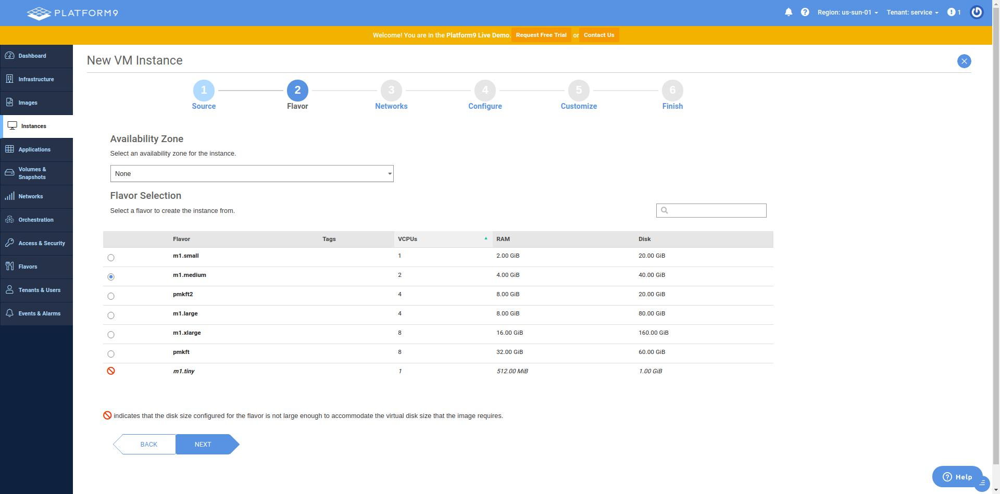 PLATFORM9
Region: us-sun-01
Tenant: service
1
Welcome! You are in the Platform9 Live Demo. Request Free Trial or Contact Us
Dashboard
Infrastructure
Images
Instances
Applications
Volumes &
Snapshots
Networks
Orchestration
Access & Security
Flavors
Tenants & Users
Events & Alarms
New VM Instance
1 2 3 4 5 6
Source Flavor Networks Configure Customize Finish
Availability Zone
Select an availability zone for the instance.
None
Flavor Selection
Select a flavor to create the instance from.
Flavor Tags VCPUs RAM Disk
m1.small 1 2.00 GiB 20.00 GiB
m1.medium 2 4.00 GiB 40.00 GiB
pmkft2 4 8.00 GiB 20.00 GiB
m1.large 4 8.00 GiB 80.00 GiB
m1.xlarge 8 16.00 GiB 160.00 GiB
pmkft 8 32.00 GiB 60.00 GiB
m1.tiny 1 512.00 MiB 1.00 GiB
indicates that the disk size configured for the flavor is not large enough to accommodate the virtual disk size that the image requires.
BACK NEXT
Help